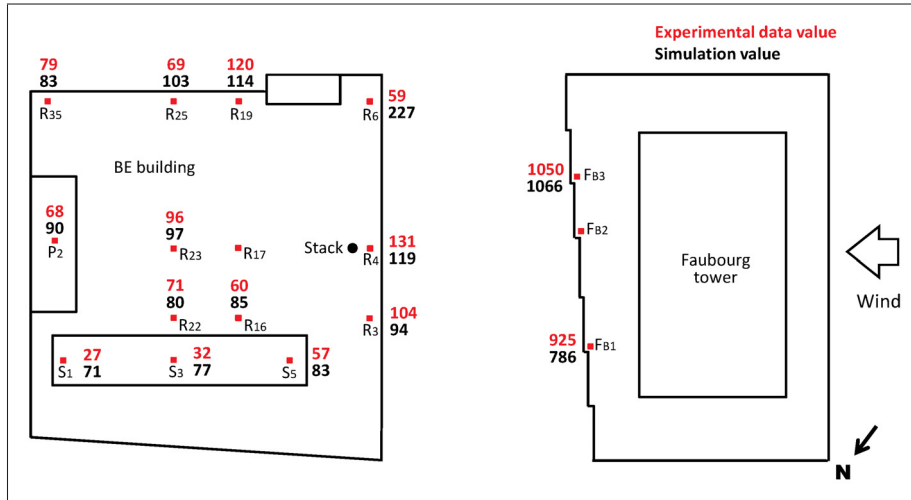 Experimental data value
Simulation value
79
83
R35
69
103
R25
120
114
R19
59
227
R6
BE building
68
90
P2
96
97
R23
R17
Stack
131
119
R4
71
80
R22
60
85
R16
104
94
R3
27
71
S1
32
77
S3
57
83
S5
1050
1066
FB3
FB2
925
786
FB1
Faubourg
tower
Wind
N